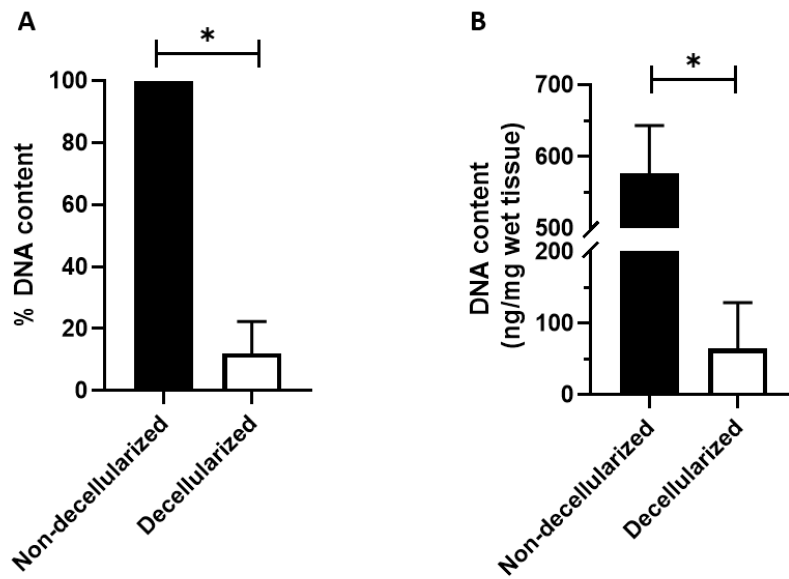 A
*
% DNA content
100
80
60
40
20
0
Non-decellularized
Decellularized
B
*
DNA content
(ng/mg wet tissue)
700
600
500
200
100
0
Non-decellularized
Decellularized